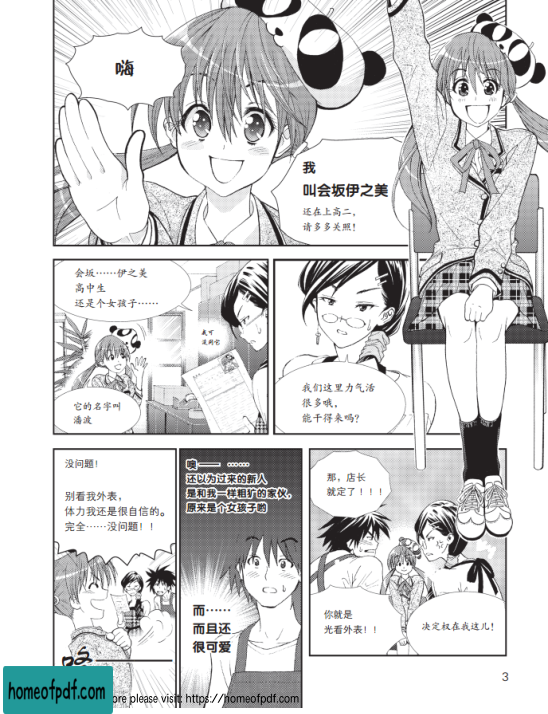 嗨
我
叫会坂伊之美
还在上高二，
请多多关照！
会坂……伊之美
高中生
还是个女孩子……
我可
没问它
它的名字叫
潘波
我们这里力气活
很多哦，
能干得来吗？
没问题！
别看我外表，
体力我还是很自信的。
完全……没问题！！
噢—— ……
还以为过来的新人
是和我一样粗犷的家伙，
原来是个女孩子哟
而……
而且还
很可爱
那，店长
就定了！！！
你就是
光看外表！！
决定权在我这儿！
3
homeofpdf.com
ore please visit: https://homeofpdf.com